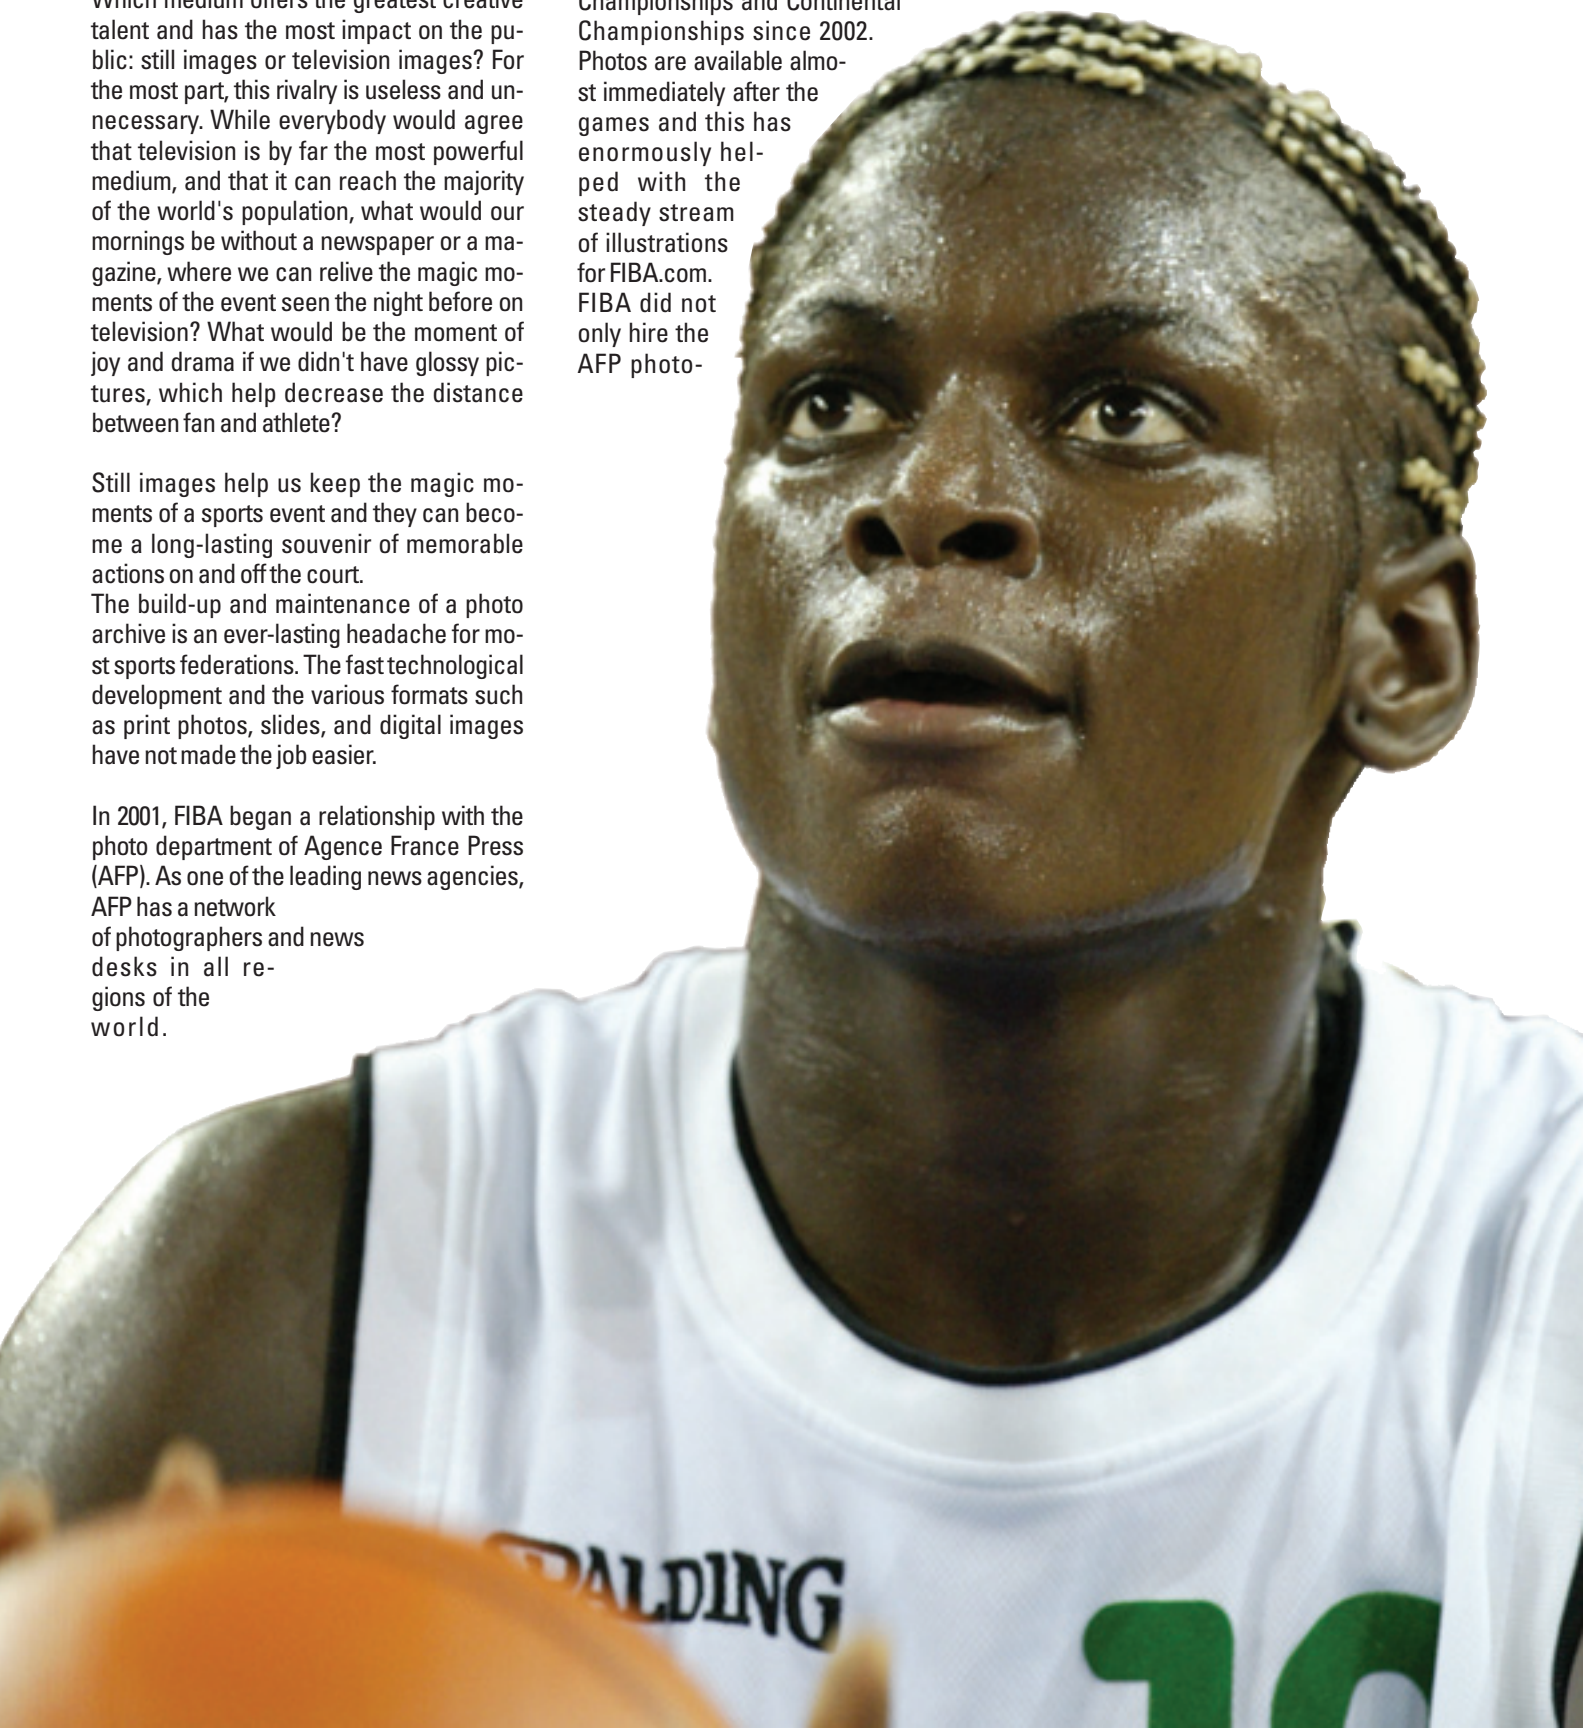 Which medium offers the greatest creative
talent and has the most impact on the pu-
blic: still images or television images? For
the most part, this rivalry is useless and un-
necessary. While everybody would agree
that television is by far the most powerful
medium, and that it can reach the majority
of the world's population, what would our
mornings be without a newspaper or a ma-
gazine, where we can relive the magic mo-
ments of the event seen the night before on
television? What would be the moment of
joy and drama if we didn't have glossy pic-
tures, which help decrease the distance
between fan and athlete?
Still images help us keep the magic mo-
ments of a sports event and they can beco-
me a long-lasting souvenir of memorable
actions on and off the court.
The build-up and maintenance of a photo
archive is an ever-lasting headache for mo-
st sports federations. The fast technological
development and the various formats such
as print photos, slides, and digital images
have not made the job easier.
In 2001, FIBA began a relationship with the
photo department of Agence France Press
(AFP). As one of the leading news agencies,
AFP has a network
of photographers and news
desks in all re-
gions of the
world.
Championships and Continental
Championships since 2002.
Photos are available almo-
st immediately after the
games and this has
enormously hel-
ped with the
steady stream
of illustrations
for FIBA.com.
FIBA did not
only hire the
AFP photo-
SPALDING
10